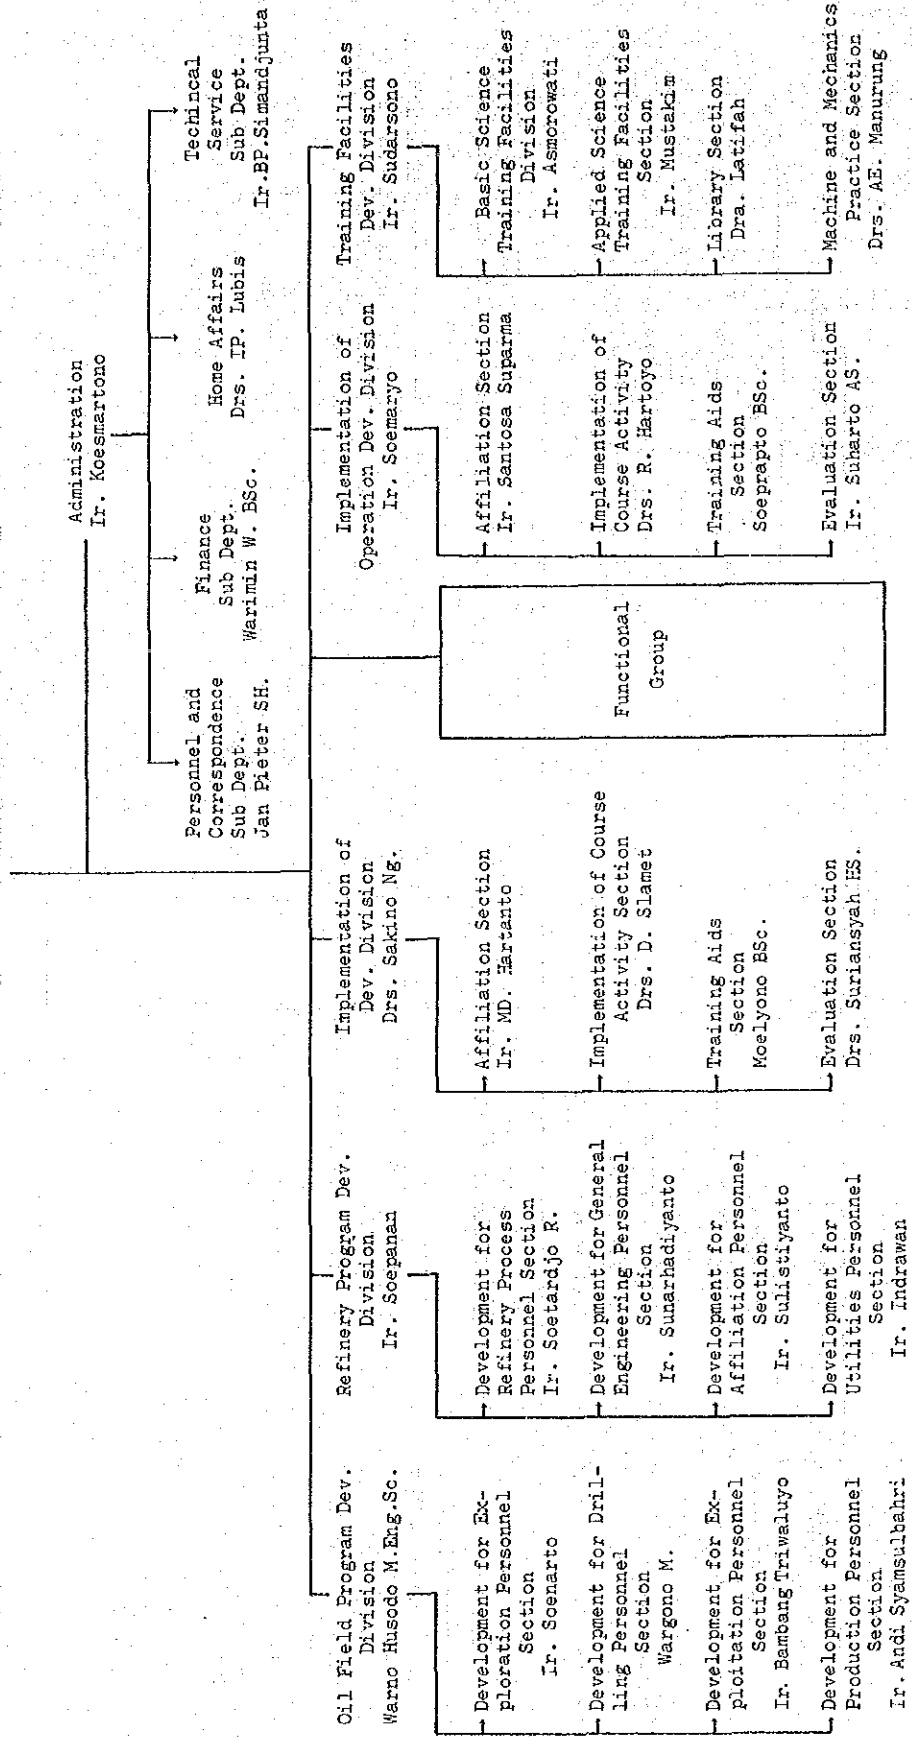 Administration
Ir. Koesmartono
Personnel and
Correspondence
Sub Dept.
Jan Pieter SH.
Finance
Sub Dept.
Warimin W. BSc.
Home Affairs
Drs. IP. Lubis
Techincal
Service
Sub Dept.
Ir.BP.Simandjunta
Oil Field Program Dev.
Division
Warno Husodo M.Eng.Sc.
Development for Ex-
ploration Personnel
Section
Ir. Soenarto
Development for Dril-
ling Personnel
Section
Wargono M.
Development for Ex-
ploitation Personnel
Section
Ir. Bambang Triwaluyo
Development for
Production Personnel
Section
Ir. Andi Syamsulbahri
Refinery Program Dev.
Division
Ir. Soepanan
Development for
Refinery Process
Personnel Section
Ir. Soetardjo R.
Development for General
Engineering Personnel
Section
Ir. Sunarhadiyanto
Development for
Affiliation Personnel
Section
Ir. Sulistiyanto
Development for
Utilities Personnel
Section
Ir. Indrawan
Implementation of
Dev. Division
Drs. Sakino Ng.
Affiliation Section
Ir. MD. Hartanto
Implementation of Course
Activity Section
Drs. D. Slamet
Training Aids
Section
Moelyono BSc.
Evaluation Section
Drs. Suriansyah HS.
Functional
Group
Implementation of
Operation Dev. Division
Ir. Soemaryo
Affiliation Section
Ir. Santosa Suparma
Implementation of
Course Activity
Drs. R. Hartoyo
Training Aids
Section
Soeprapto BSc.
Evaluation Section
Ir. Suharto AS.
Training Facilities
Dev. Division
Ir. Sudarsono
Basic Science
Training Facilities
Division
Ir. Asmorowati
Applied Science
Training Facilities
Section
Ir. Mustakim
Library Section
Dra. Latifah
Machine and Mechanics
Practice Section
Drs. AE. Manurung